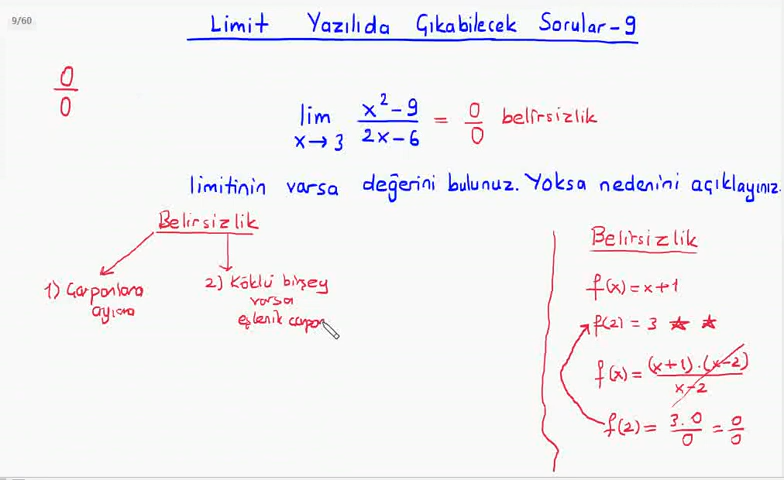 9/60
Limit Yazılıda Çıkabilecek Sorular-9
0/0
lim x→3 x²-9 / 2x-6 = 0/0 belirsizlik
limitinin varsa değerini bulunuz. Yoksa nedenini açıklayınız.
Belirsizlik
1) Çarponlara
ayırma
2) Köklü birşey
varsa
eşlenik çarpon
Belirsizlik
f(x)=x+1
f(2)=3 ★ ★
f(x)= (x+1).(x-2) / x-2
f(2)= 3.0/0 = 0/0